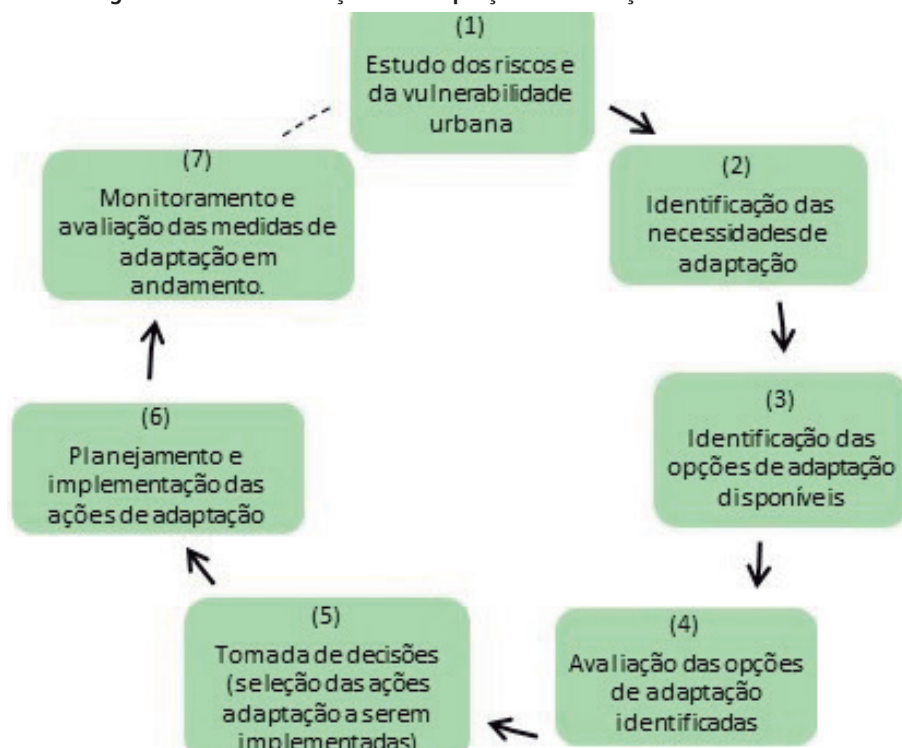 (1)
Estudo dos riscos e
da vulnerabilidade
urbana
(2)
Identificação das
necessidades de
adaptação
(3)
Identificação das
opções de adaptação
disponíveis
(4)
Avaliação das opções
de adaptação
identificadas
(5)
Tomada de decisões
(seleção das ações
adaptação a serem
implementadas)
(6)
Planejamento e
implementação das
ações de adaptação
(7)
Monitoramento e
avaliação das medidas de
adaptação em
andamento.